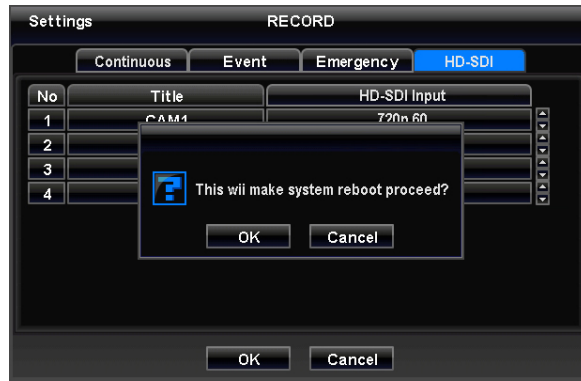 Settings RECORD
Continuous Event Emergency HD-SDI
No Title HD-SDI Input
1 CAM1 720p 60
2
3
4
This wii make system reboot proceed?
OK Cancel
OK Cancel